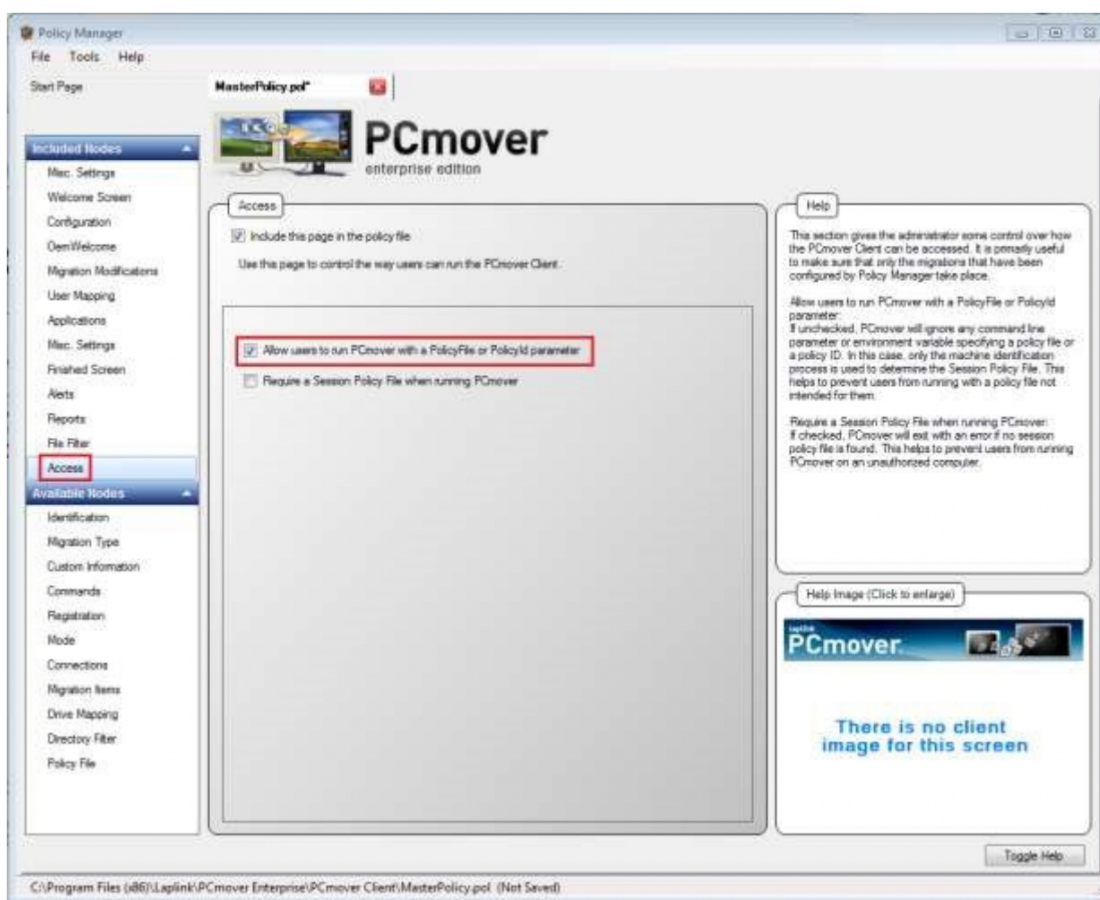 Policy Manager
File Tools Help
Start Page
MasterPolicy.pol*
PCmover
enterprise edition
Included Nodes
Misc. Settings
Welcome Screen
Configuration
OemWelcome
Migration Modifications
User Mapping
Applications
Misc. Settings
Finished Screen
Alerts
Reports
File Filter
Access
Available Nodes
Identification
Migration Type
Custom Information
Commands
Registration
Mode
Connections
Migration Items
Drive Mapping
Directory Filter
Policy File
Access
Include this page in the policy file
Use this page to control the way users can run the PCmover Client.
Allow users to run PCmover with a PolicyFile or PolicyId parameter
Require a Session Policy File when running PCmover
Help
This section gives the administrator some control over how
the PCmover Client can be accessed. It is primarily useful
to make sure that only the migrations that have been
configured by Policy Manager take place.
Allow users to run PCmover with a PolicyFile or PolicyId
parameter:
If unchecked, PCmover will ignore any command line
parameter or environment variable specifying a policy file or
a policy ID. In this case, only the machine identification
process is used to determine the Session Policy File. This
helps to prevent users from running with a policy file not
intended for them.
Require a Session Policy File when running PCmover:
If checked, PCmover will exit with an error if no session
policy file is found. This helps to prevent users from running
PCmover on an unauthorized computer.
Help Image (Click to enlarge)
Laplink
PCmover.
There is no client
image for this screen
Toggle Help
C:\Program Files (x86)\Laplink\PCmover Enterprise\PCmover Client\MasterPolicy.pol (Not Saved)